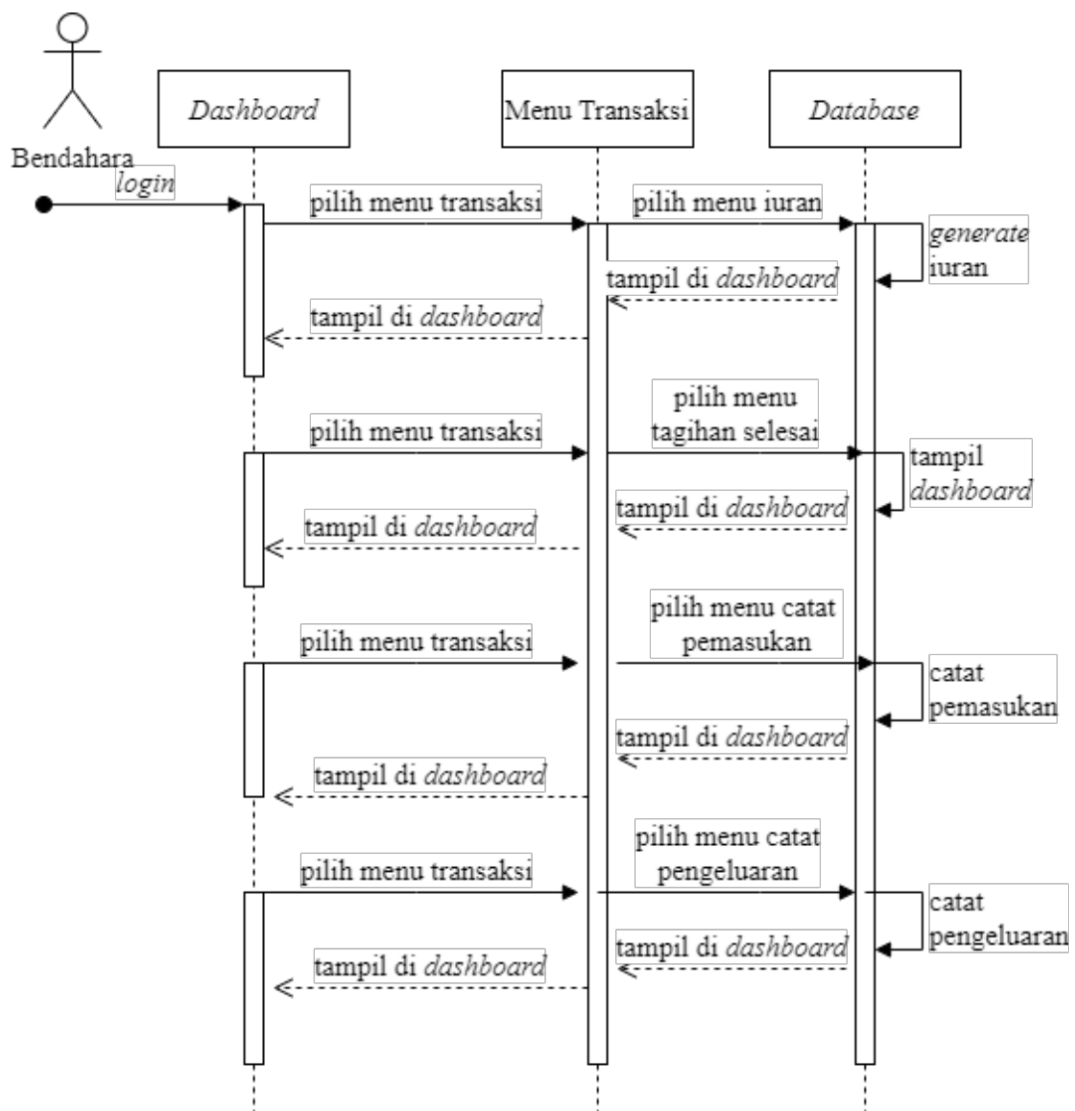 Dashboard
Menu Transaksi
Database
Bendahara
login
pilih menu transaksi
pilih menu iuran
generate
iuran
tampil di dashboard
tampil di dashboard
pilih menu
tagihan selesai
pilih menu transaksi
tampil
dashboard
tampil di dashboard
tampil di dashboard
pilih menu catat
pemasukan
pilih menu transaksi
catat
pemasukan
tampil di dashboard
tampil di dashboard
pilih menu catat
pengeluaran
pilih menu transaksi
catat
pengeluaran
tampil di dashboard
tampil di dashboard